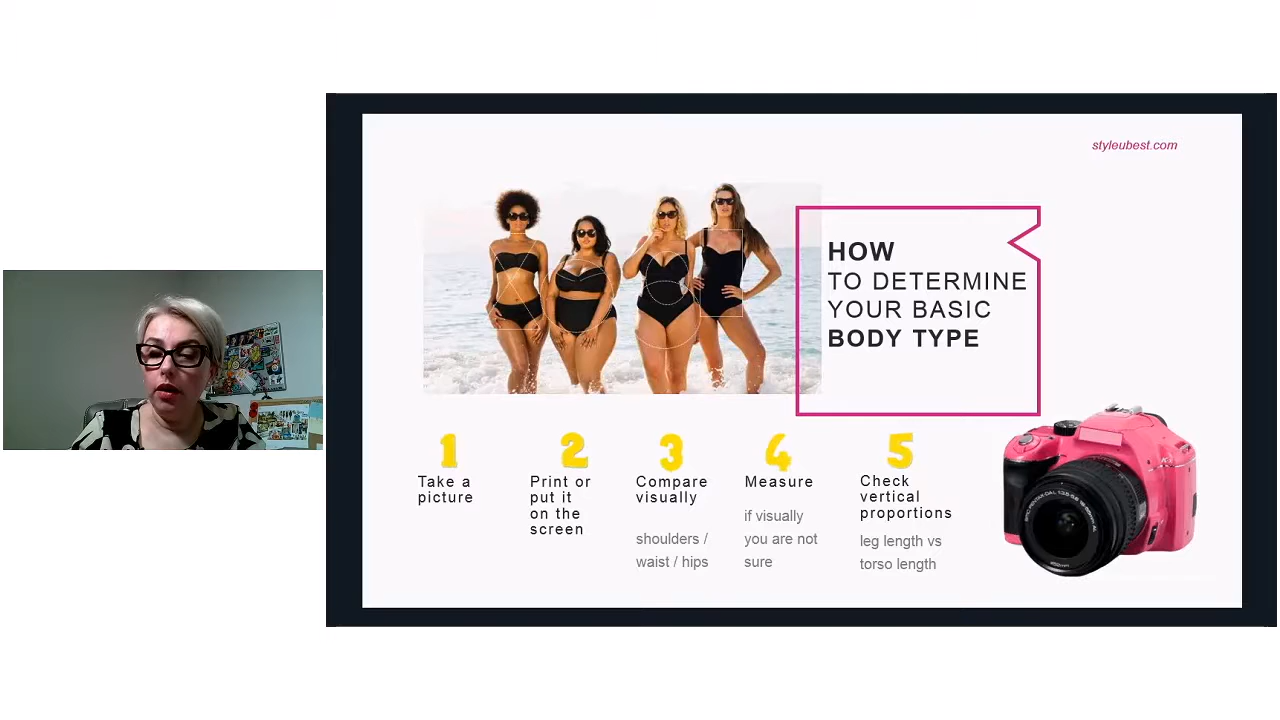 styleubest.com
HOW
TO DETERMINE
YOUR BASIC
BODY TYPE
1
Take a
picture
2
Print or
put it
on the
screen
3
Compare
visually
shoulders /
waist / hips
4
Measure
if visually
you are not
sure
5
Check
vertical
proportions
leg length vs
torso length